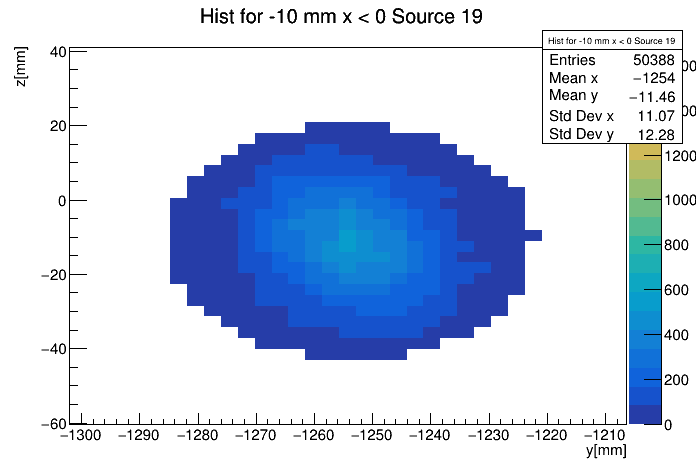 Hist for -10 mm x < 0 Source 19
z[mm]
Hist for -10 mm x < 0 Source 19
Entries 50388
Mean x −1254
Mean y −11.46
Std Dev x 11.07
Std Dev y 12.28
40
20
0
−20
−40
−60
1200
1000
800
600
400
200
0
−1300 −1290 −1280 −1270 −1260 −1250 −1240 −1230 −1220 −1210
y[mm]